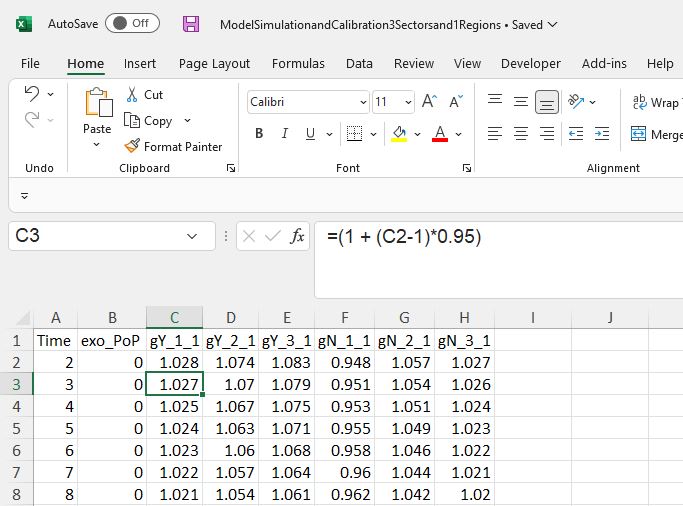 AutoSave Off ModelSimulationandCalibration3Sectorsand1Regions • Saved
File Home Insert Page Layout Formulas Data Review View Developer Add-ins Help
Cut
Copy
Format Painter
Paste
Calibri 11 A^ A˅
B I U A
ab Wrap
Merge
Undo Clipboard Font Alignment
C3 fx =(1 + (C2-1)*0.95)
A B C D E F G H I J
1 Time exo_PoP gY_1_1 gY_2_1 gY_3_1 gN_1_1 gN_2_1 gN_3_1
2 2 0 1.028 1.074 1.083 0.948 1.057 1.027
3 3 0 1.027 1.07 1.079 0.951 1.054 1.026
4 4 0 1.025 1.067 1.075 0.953 1.051 1.024
5 5 0 1.024 1.063 1.071 0.955 1.049 1.023
6 6 0 1.023 1.06 1.068 0.958 1.046 1.022
7 7 0 1.022 1.057 1.064 0.96 1.044 1.021
8 8 0 1.021 1.054 1.061 0.962 1.042 1.02